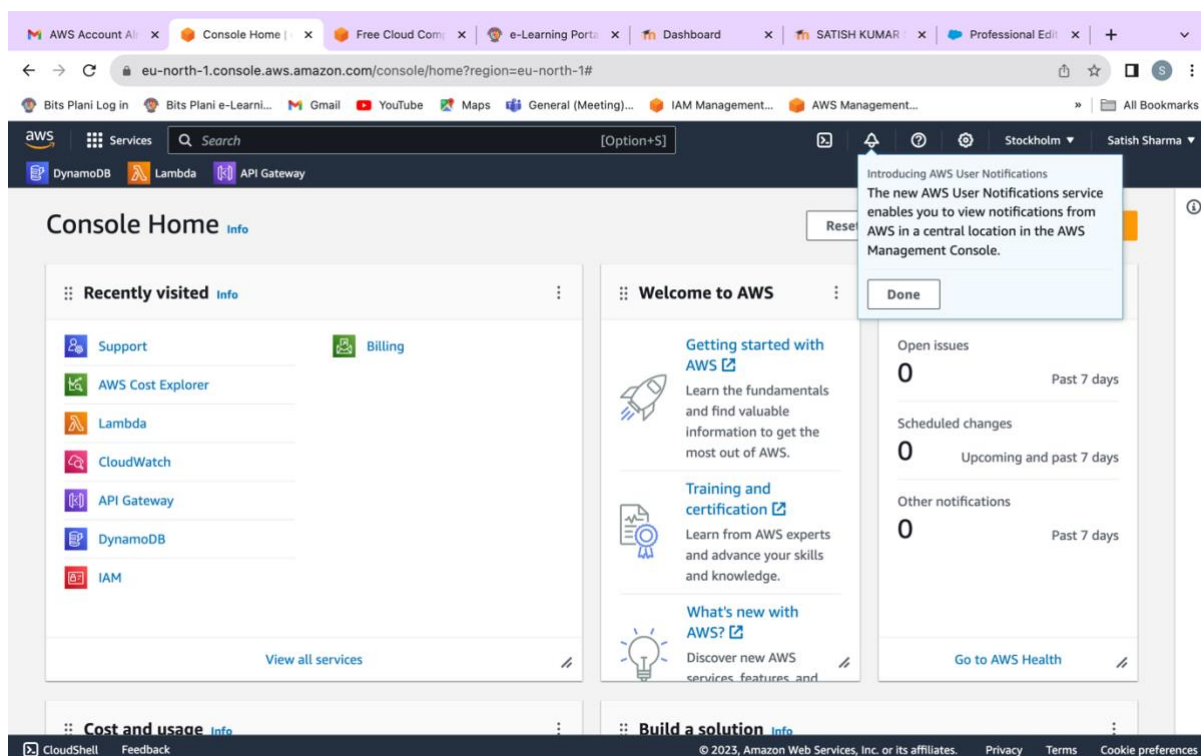 AWS Account Al
Console Home |
Free Cloud Com
e-Learning Porta
Dashboard
SATISH KUMAR
Professional Edi
eu-north-1.console.aws.amazon.com/console/home?region=eu-north-1#
S
Bits Plani Log in
Bits Plani e-Learni...
Gmail
YouTube
Maps
General (Meeting)...
IAM Management...
AWS Management...
»
All Bookmarks
aws
Services
Search
[Option+S]
Stockholm ▼
Satish Sharma ▼
DynamoDB
Lambda
API Gateway
Introducing AWS User Notifications
The new AWS User Notifications service
enables you to view notifications from
AWS in a central location in the AWS
Management Console.
Done
Console Home Info
Reset
Recently visited Info
Support
AWS Cost Explorer
Lambda
CloudWatch
API Gateway
DynamoDB
IAM
Billing
View all services
Welcome to AWS
Getting started with
AWS
Learn the fundamentals
and find valuable
information to get the
most out of AWS.
Training and
certification
Learn from AWS experts
and advance your skills
and knowledge.
What's new with
AWS?
Discover new AWS
services, features, and
Open issues
0
Past 7 days
Scheduled changes
0
Upcoming and past 7 days
Other notifications
0
Past 7 days
Go to AWS Health
Cost and usage Info
Build a solution Info
CloudShell
Feedback
© 2023, Amazon Web Services, Inc. or its affiliates.
Privacy
Terms
Cookie preferences